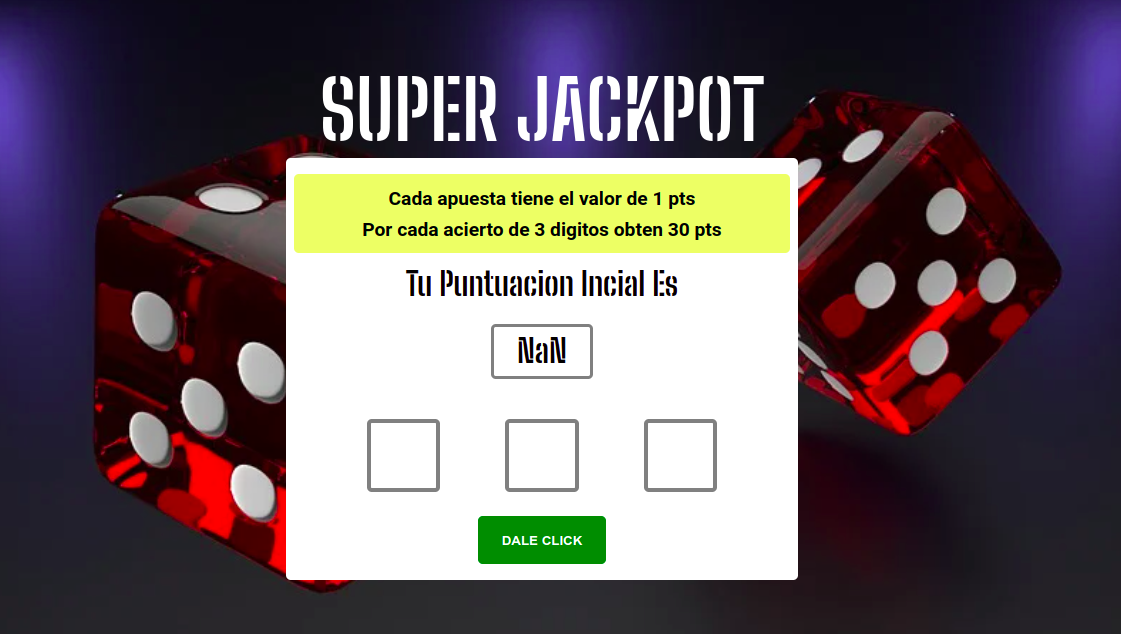 SUPER JACKPOT
Cada apuesta tiene el valor de 1 pts
Por cada acierto de 3 digitos obten 30 pts
Tu Puntuacion Incial Es
NaN
DALE CLICK